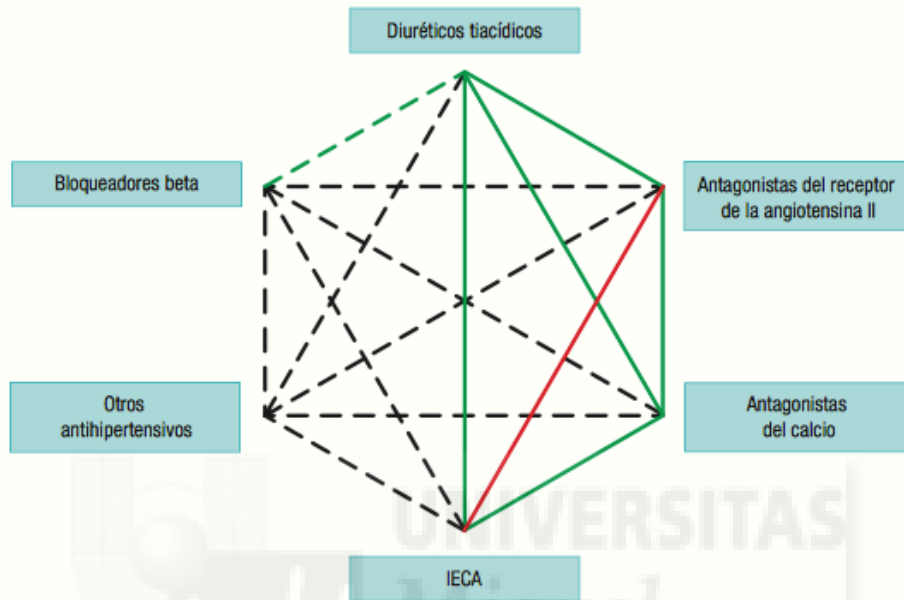 Diuréticos tiacídicos
Bloqueadores beta
Antagonistas del receptor
de la angiotensina II
Otros
antihipertensivos
Antagonistas
del calcio
UNIVERSITAS
IECA